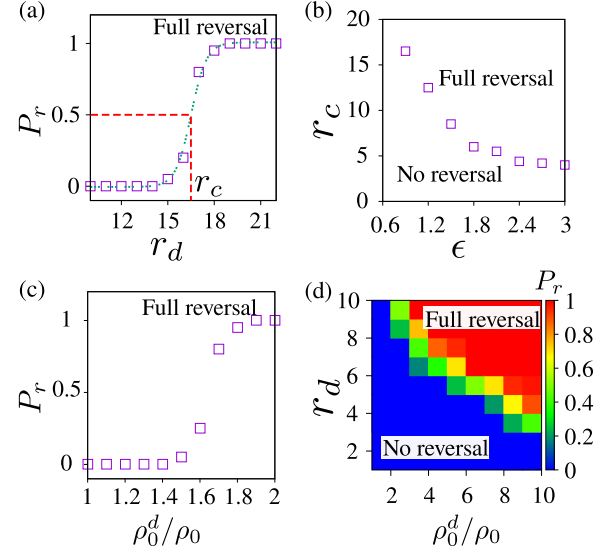 (a)
Full reversal
1
0.5
0
P_r
r_c
12 15 18 21
r_d
(b)
20
15
10
5
0
r_c
Full reversal
No reversal
0.6 1.2 1.8 2.4 3
ϵ
(c)
Full reversal
1
0.5
0
P_r
1 1.2 1.4 1.6 1.8 2
ρ_0^d/ρ_0
(d)
P_r
10
8
6
4
2
r_d
Full reversal
No reversal
2 4 6 8 10
ρ_0^d/ρ_0
1
0.8
0.6
0.4
0.2
0